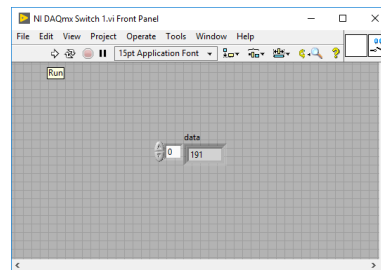 NI DAQmx Switch 1.vi Front Panel
File Edit View Project Operate Tools Window Help
15pt Application Font
Run
data
0
191